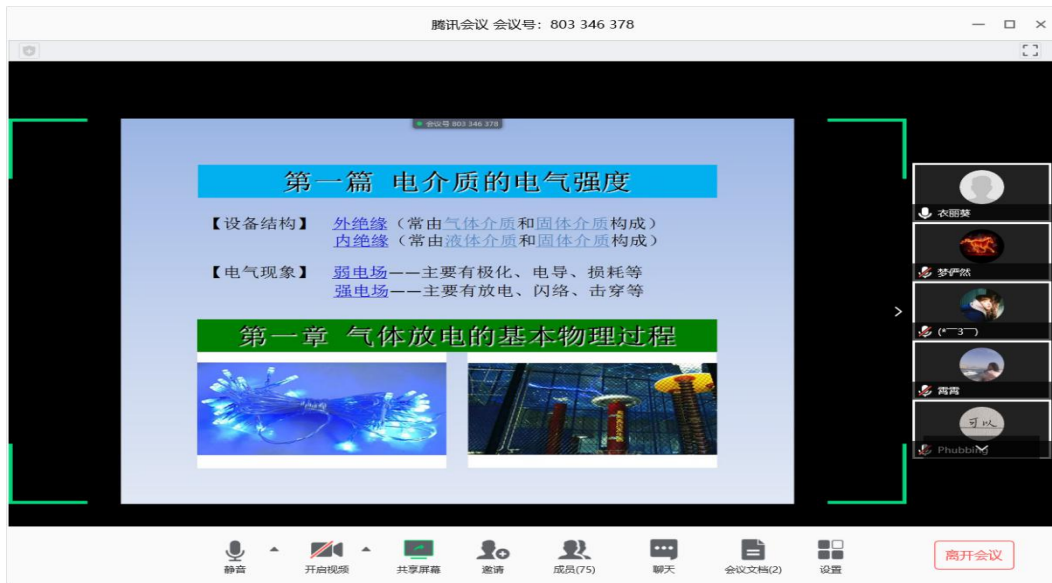 腾讯会议 会议号：803 346 378
会议号 803 346 378
第一篇 电介质的电气强度
【设备结构】 外绝缘（常由气体介质和固体介质构成）
内绝缘（常由液体介质和固体介质构成）
【电气现象】 弱电场——主要有极化、电导、损耗等
强电场——主要有放电、闪络、击穿等
第一章 气体放电的基本物理过程
衣丽葵
梦俨然
(*￣3￣)
霄霄
可以
Phubbing
静音
开启视频
共享屏幕
邀请
成员(75)
聊天
会议文档(2)
设置
离开会议